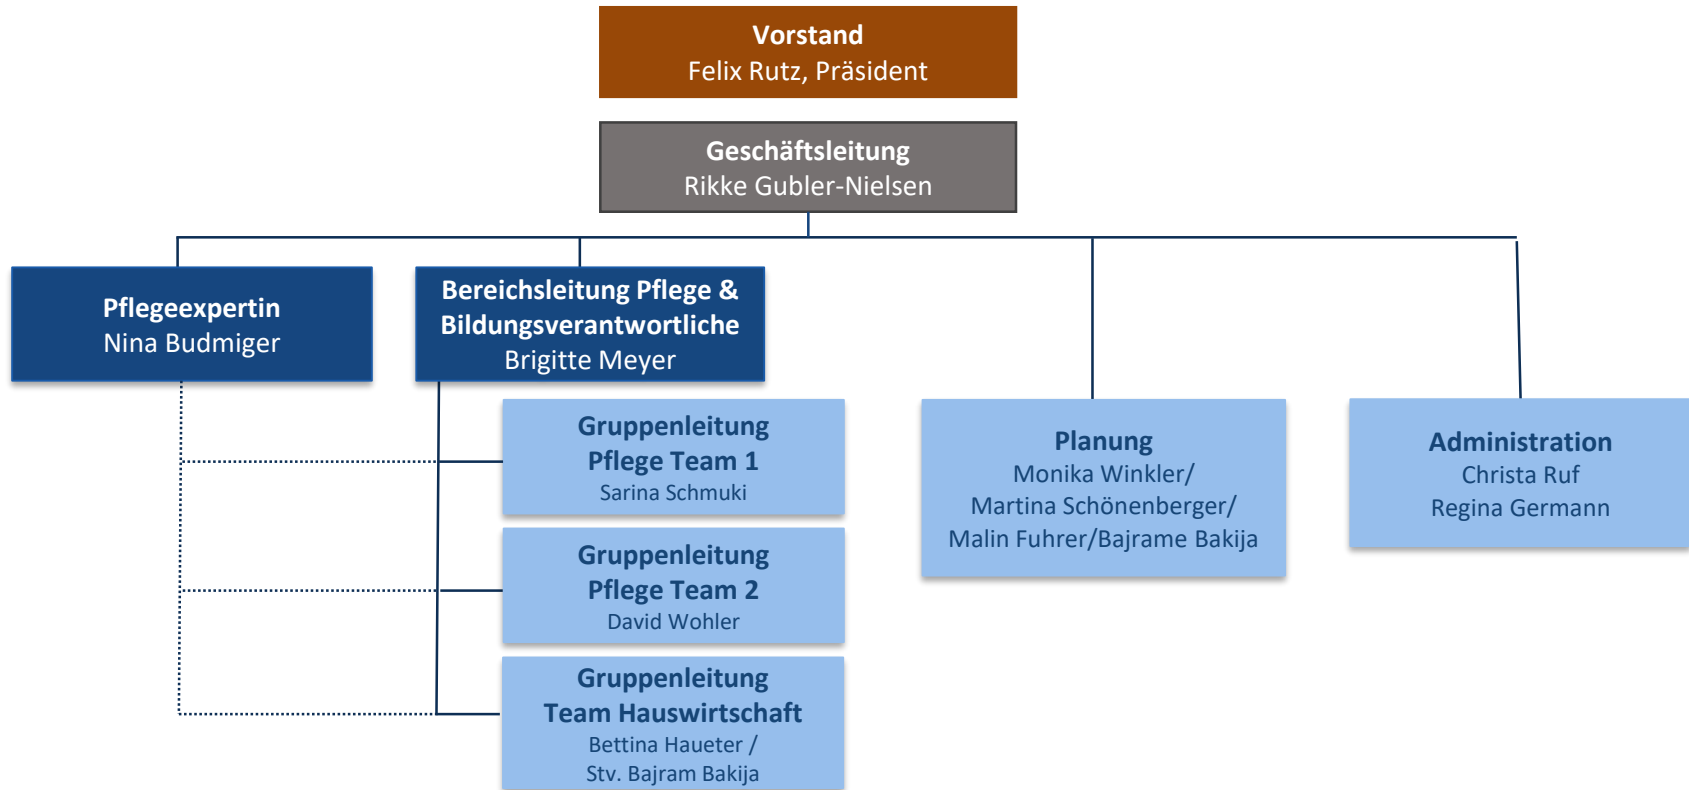 Vorstand
Felix Rutz, Präsident
Geschäftsleitung
Rikke Gubler-Nielsen
Pflegeexpertin
Nina Budmiger
Bereichsleitung Pflege &
Bildungsverantwortliche
Brigitte Meyer
Gruppenleitung
Pflege Team 1
Sarina Schmuki
Gruppenleitung
Pflege Team 2
David Wohler
Gruppenleitung
Team Hauswirtschaft
Bettina Haueter /
Stv. Bajram Bakija
Planung
Monika Winkler/
Martina Schönenberger/
Malin Fuhrer/Bajrame Bakija
Administration
Christa Ruf
Regina Germann